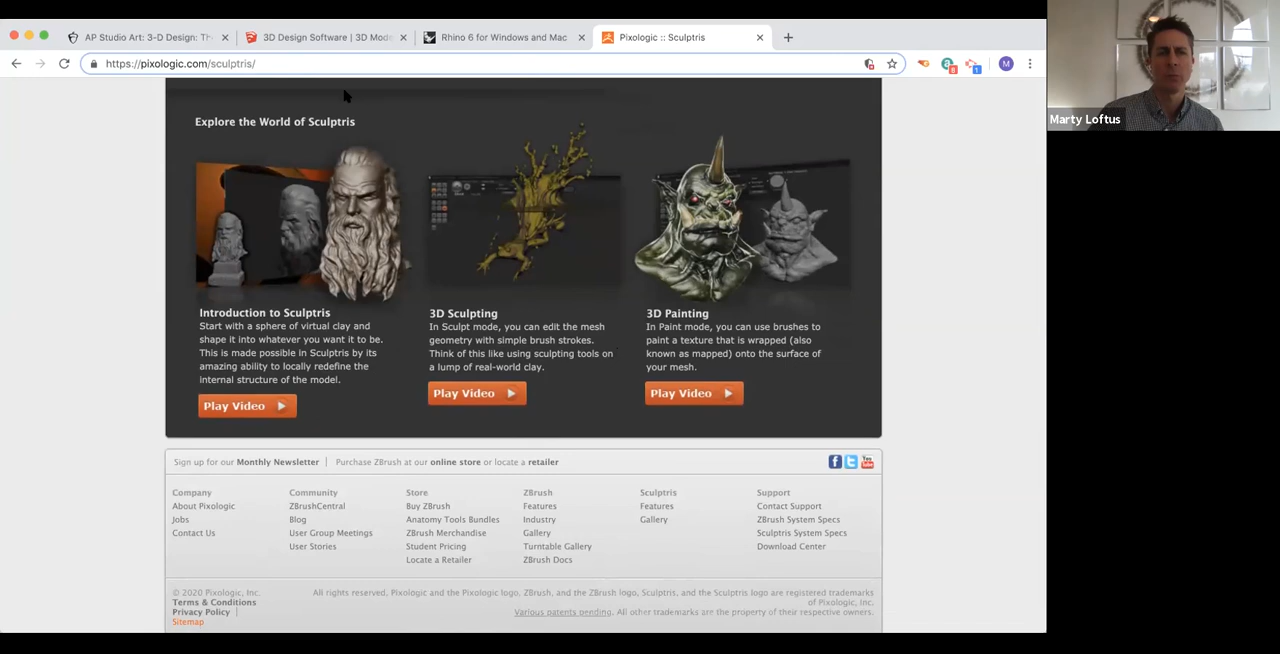 AP Studio Art: 3-D Design: Th
3D Design Software | 3D Mode
Rhino 6 for Windows and Mac
Pixologic :: Sculptris
https://pixologic.com/sculptris/
8
1
M
Marty Loftus
Explore the World of Sculptris
Introduction to Sculptris
Start with a sphere of virtual clay and
shape it into whatever you want it to be.
This is made possible in Sculptris by its
amazing ability to locally redefine the
internal structure of the model.
Play Video
3D Sculpting
In Sculpt mode, you can edit the mesh
geometry with simple brush strokes.
Think of this like using sculpting tools on
a lump of real-world clay.
Play Video
3D Painting
In Paint mode, you can use brushes to
paint a texture that is wrapped (also
known as mapped) onto the surface of
your mesh.
Play Video
Sign up for our Monthly Newsletter | Purchase ZBrush at our online store or locate a retailer
Company
About Pixologic
Jobs
Contact Us
Community
ZBrushCentral
Blog
User Group Meetings
User Stories
Store
Buy ZBrush
Anatomy Tools Bundles
ZBrush Merchandise
Student Pricing
Locate a Retailer
ZBrush
Features
Industry
Gallery
Turntable Gallery
ZBrush Docs
Sculptris
Features
Gallery
Support
Contact Support
ZBrush System Specs
Sculptris System Specs
Download Center
© 2020 Pixologic, Inc.
Terms & Conditions
Privacy Policy |
Sitemap
All rights reserved, Pixologic and the Pixologic logo, ZBrush, and the ZBrush logo, Sculptris, and the Sculptris logo are registered trademarks
of Pixologic, Inc.
Various patents pending. All other trademarks are the property of their respective owners.